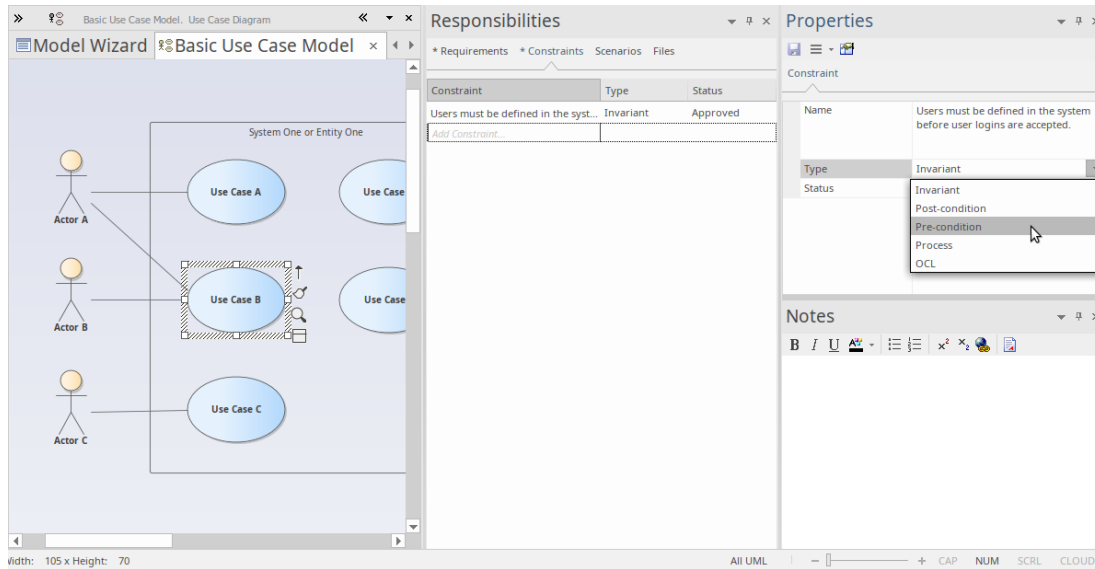 Basic Use Case Model. Use Case Diagram
Model Wizard
Basic Use Case Model
System One or Entity One
Actor A
Use Case A
Use Case
Actor B
Use Case B
Use Case
Actor C
Use Case C
Responsibilities
* Requirements * Constraints Scenarios Files
Constraint Type Status
Users must be defined in the syst... Invariant Approved
Add Constraint...
Properties
Constraint
Name Users must be defined in the system
before user logins are accepted.
Type Invariant
Status
Invariant
Post-condition
Pre-condition
Process
OCL
Notes
B I U A x² ×₂
Width: 105 x Height: 70
All UML
CAP NUM SCRL CLOUD